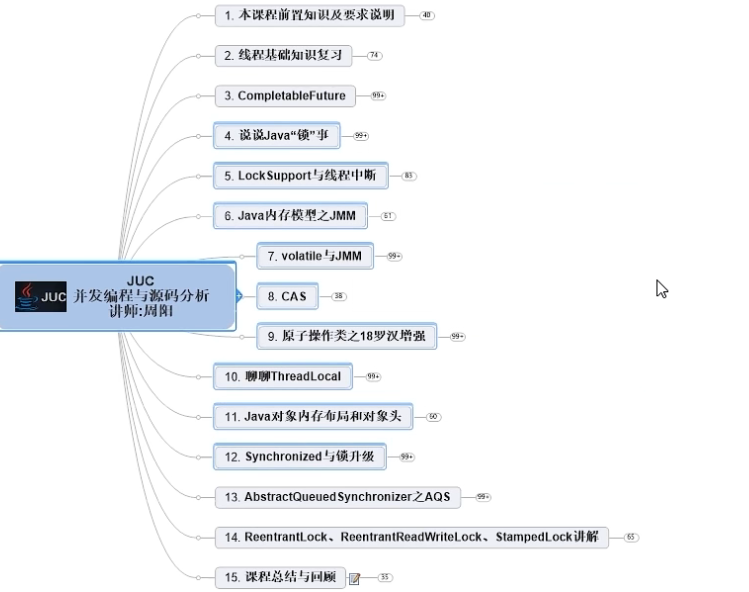 1. 本课程前置知识及要求说明 40
2. 线程基础知识复习 74
3. CompletableFuture 99+
4. 说说Java“锁”事 99+
5. LockSupport与线程中断 83
6. Java内存模型之JMM 51
7. volatile与JMM 99+
JUC
JUC
并发编程与源码分析
讲师:周阳
8. CAS 38
9. 原子操作类之18罗汉增强 99+
10. 聊聊ThreadLocal 99+
11. Java对象内存布局和对象头 60
12. Synchronized与锁升级 99+
13. AbstractQueuedSynchronizer之AQS 99+
14. ReentrantLock、ReentrantReadWriteLock、StampedLock讲解 65
15. 课程总结与回顾 35